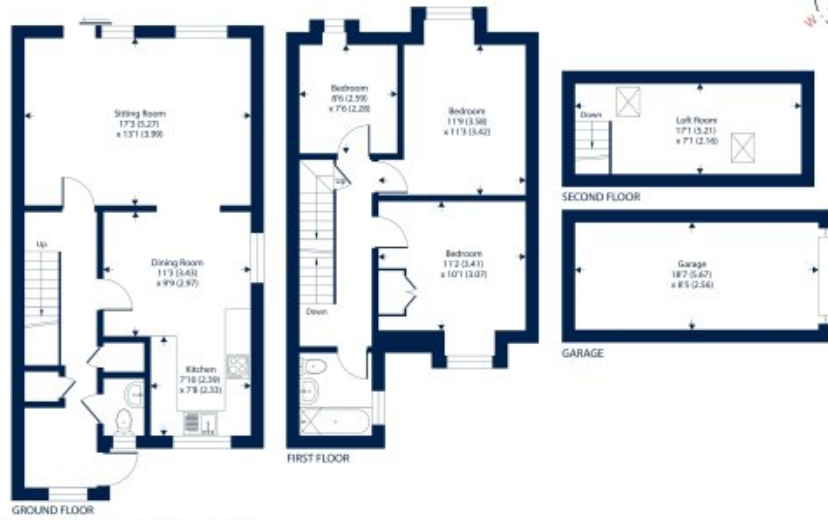 Sitting Room
17'3 (5.27)
x 13'1 (3.99)
Up
Dining Room
11'3 (3.43)
x 9'9 (2.97)
Kitchen
7'10 (2.39)
x 7'8 (2.33)
GROUND FLOOR
Bedroom
8'6 (2.59)
x 7'6 (2.28)
Bedroom
11'9 (3.58)
x 11'3 (3.42)
Up
Bedroom
11'2 (3.41)
x 10'1 (3.07)
Down
FIRST FLOOR
Down
Loft Room
17'1 (5.21)
x 7'1 (2.16)
SECOND FLOOR
Garage
18'7 (5.67)
x 8'5 (2.56)
GARAGE